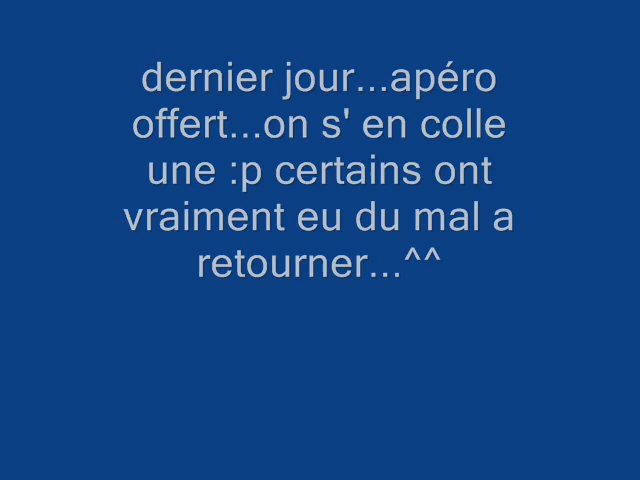 dernier jour...apéro
offert...on s' en colle
une :p certains ont
vraiment eu du mal a
retourner...^^